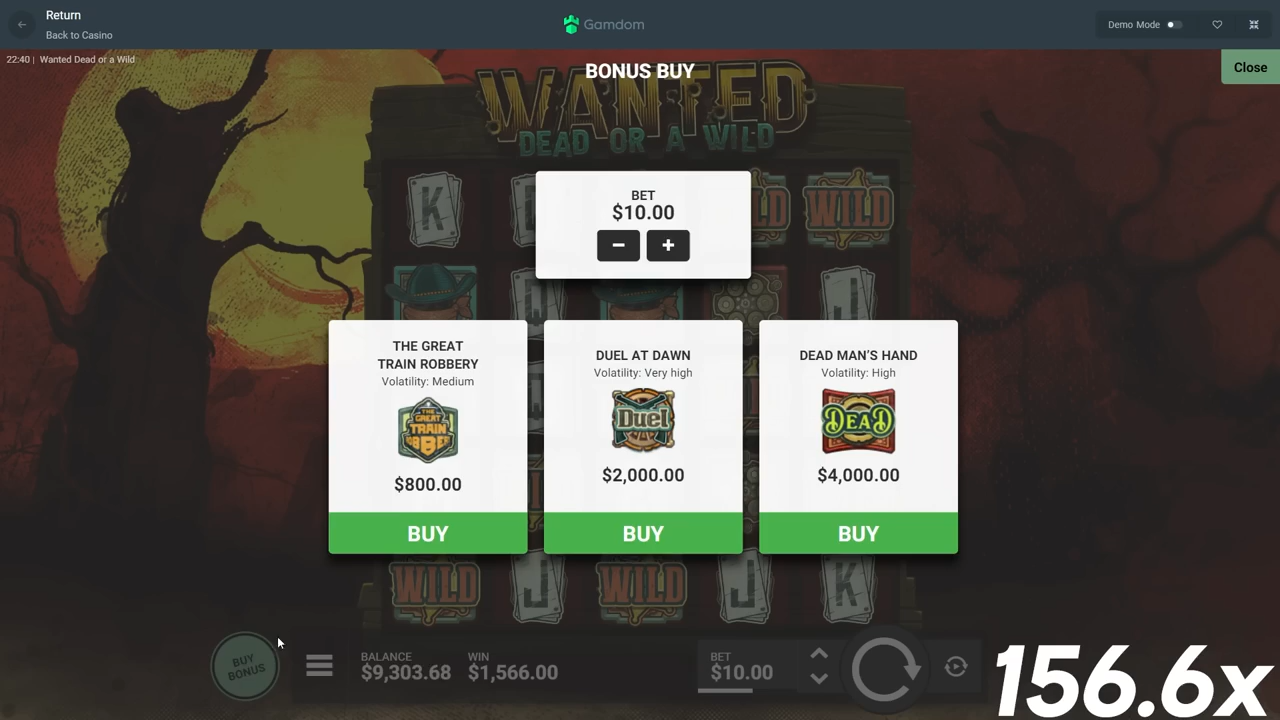 Return
Back to Casino
Gamdom
Demo Mode
22:40 | Wanted Dead or a Wild
BONUS BUY
Close
WANTED
DEAD OR A WILD
K
WILD
BET
$10.00
−
+
J
THE GREAT
TRAIN ROBBERY
Volatility: Medium
THE
GREAT
TRAIN
ROBBERY
$800.00
BUY
DUEL AT DAWN
Volatility: Very high
Duel
$2,000.00
BUY
DEAD MAN'S HAND
Volatility: High
DEAD
$4,000.00
BUY
WILD J WILD J K
BUY
BONUS
BALANCE
$9,303.68
WIN
$1,566.00
BET
$10.00
156.6x